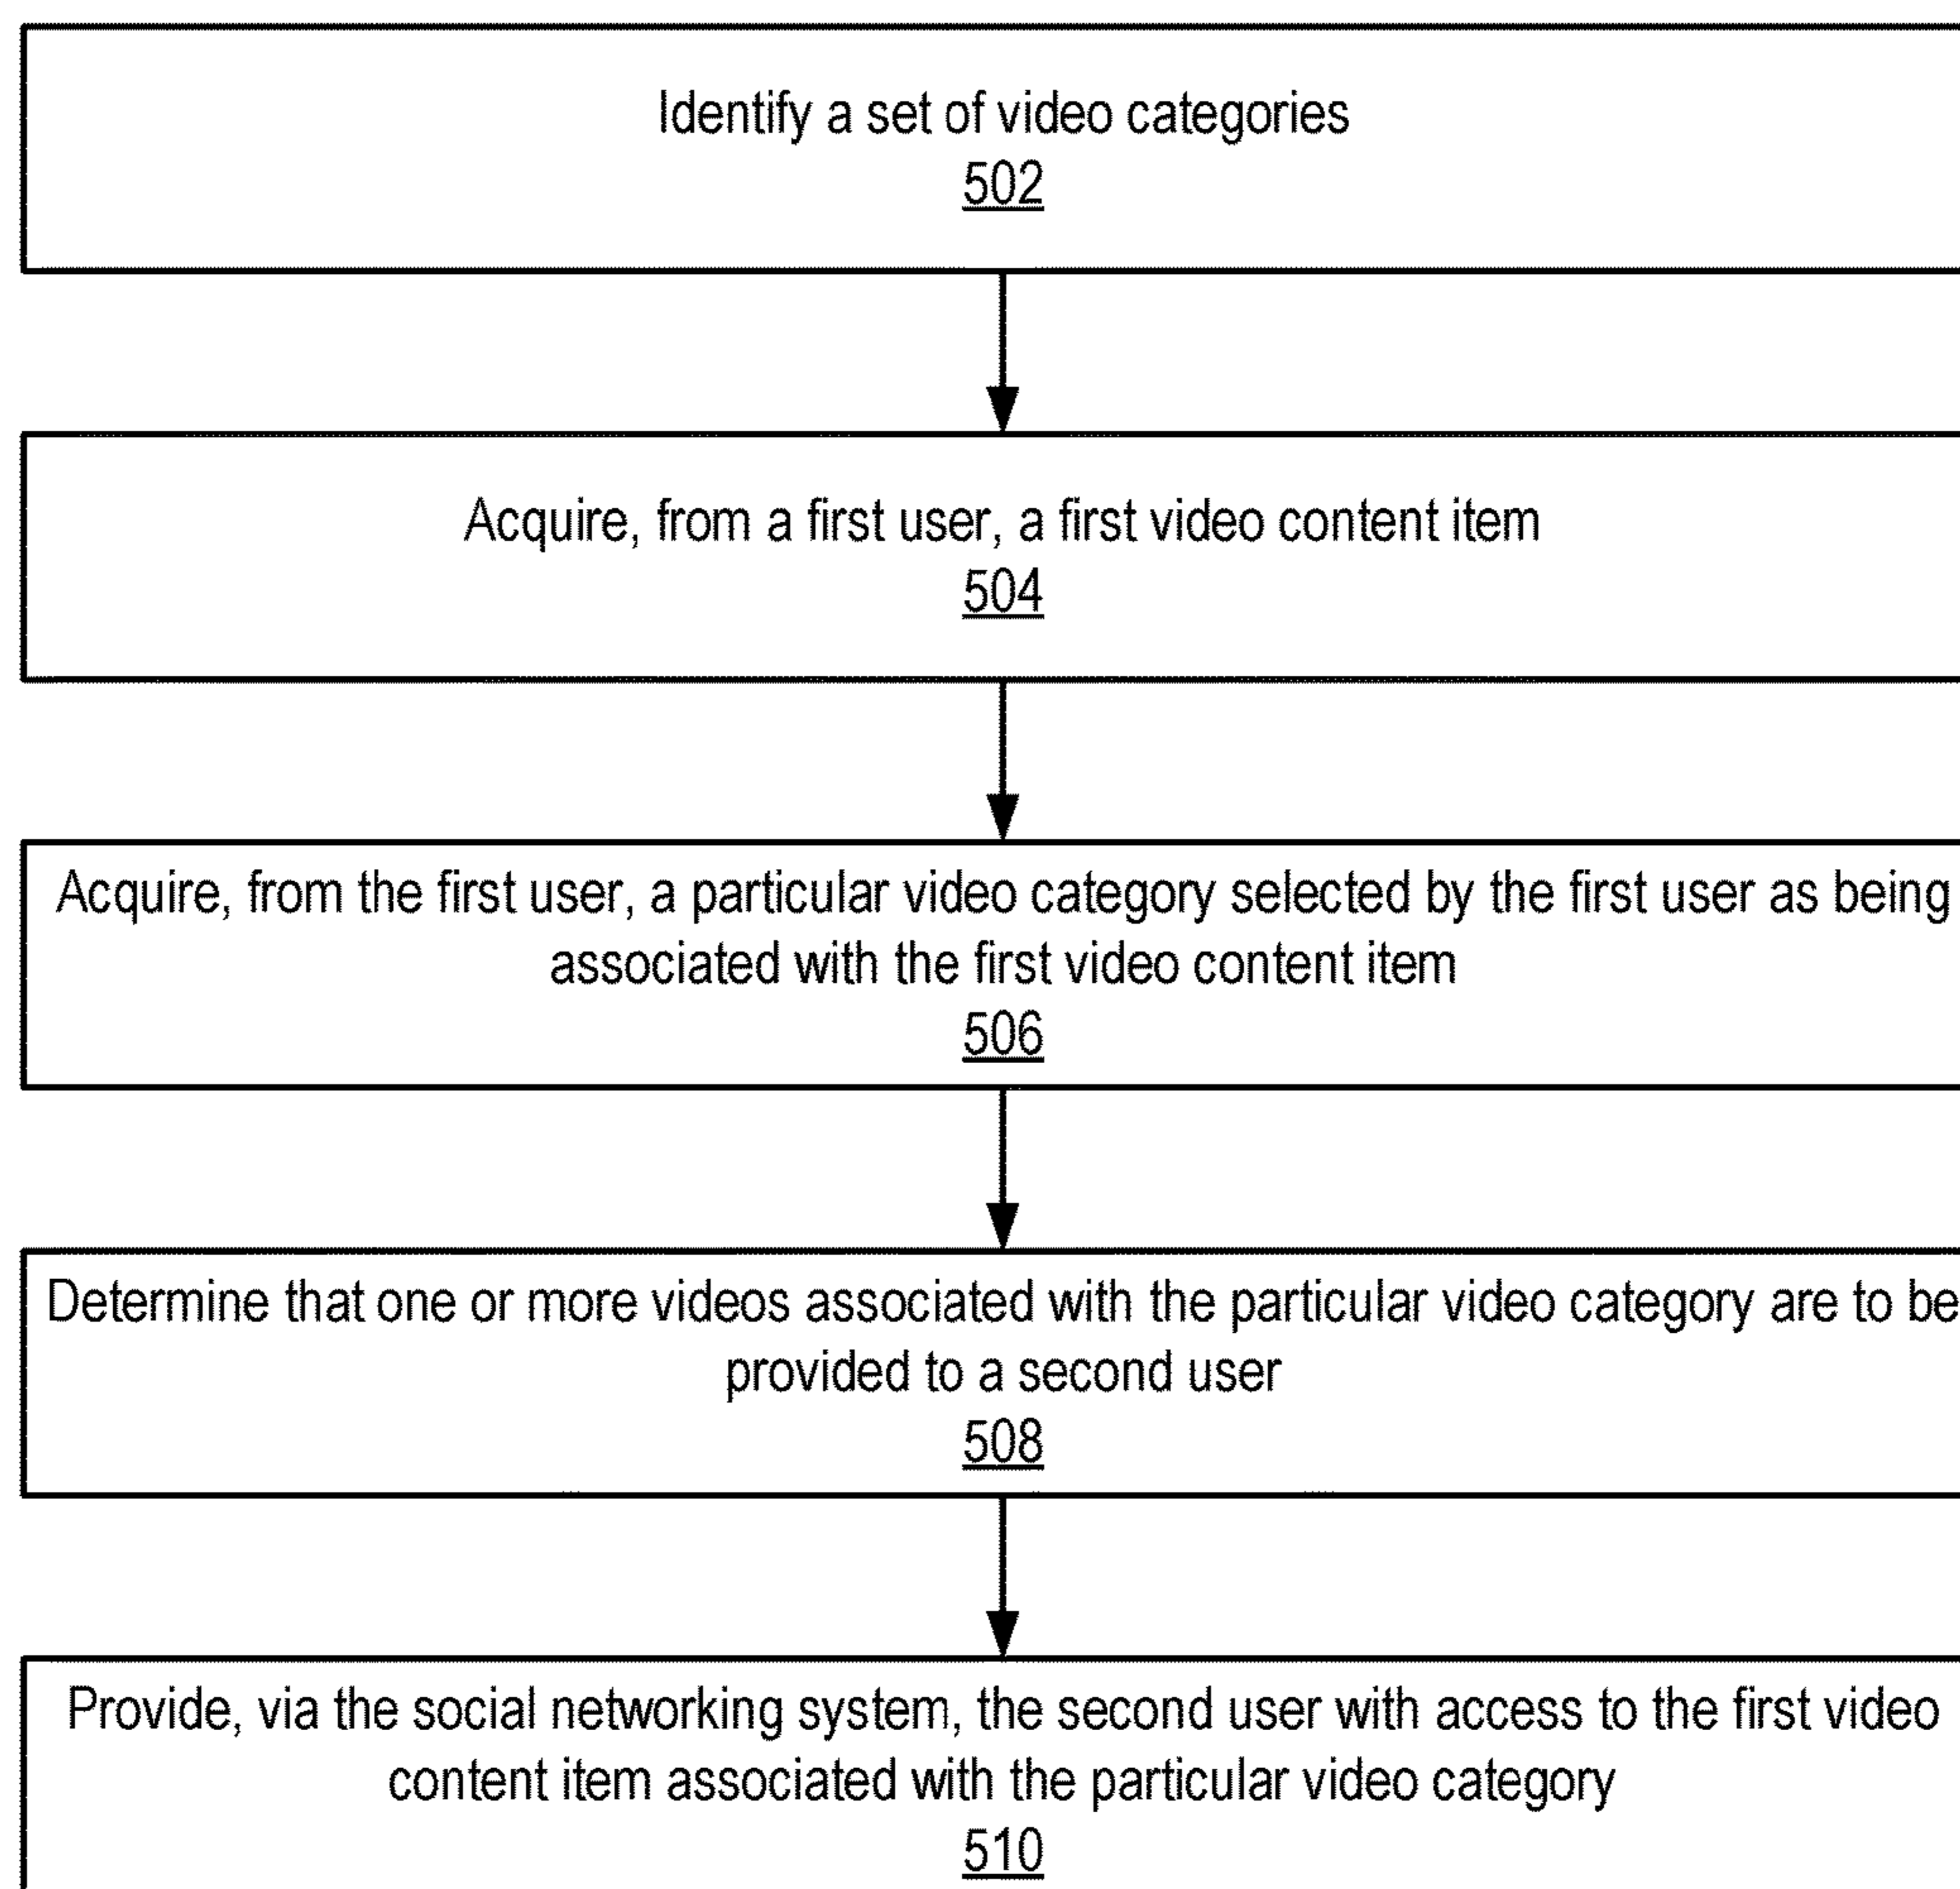 Identify a set of video categories
502
Acquire, from a first user, a first video content item
504
Acquire, from the first user, a particular video category selected by the first user as being
associated with the first video content item
506
Determine that one or more videos associated with the particular video category are to be
provided to a second user
508
Provide, via the social networking system, the second user with access to the first video
content item associated with the particular video category
510